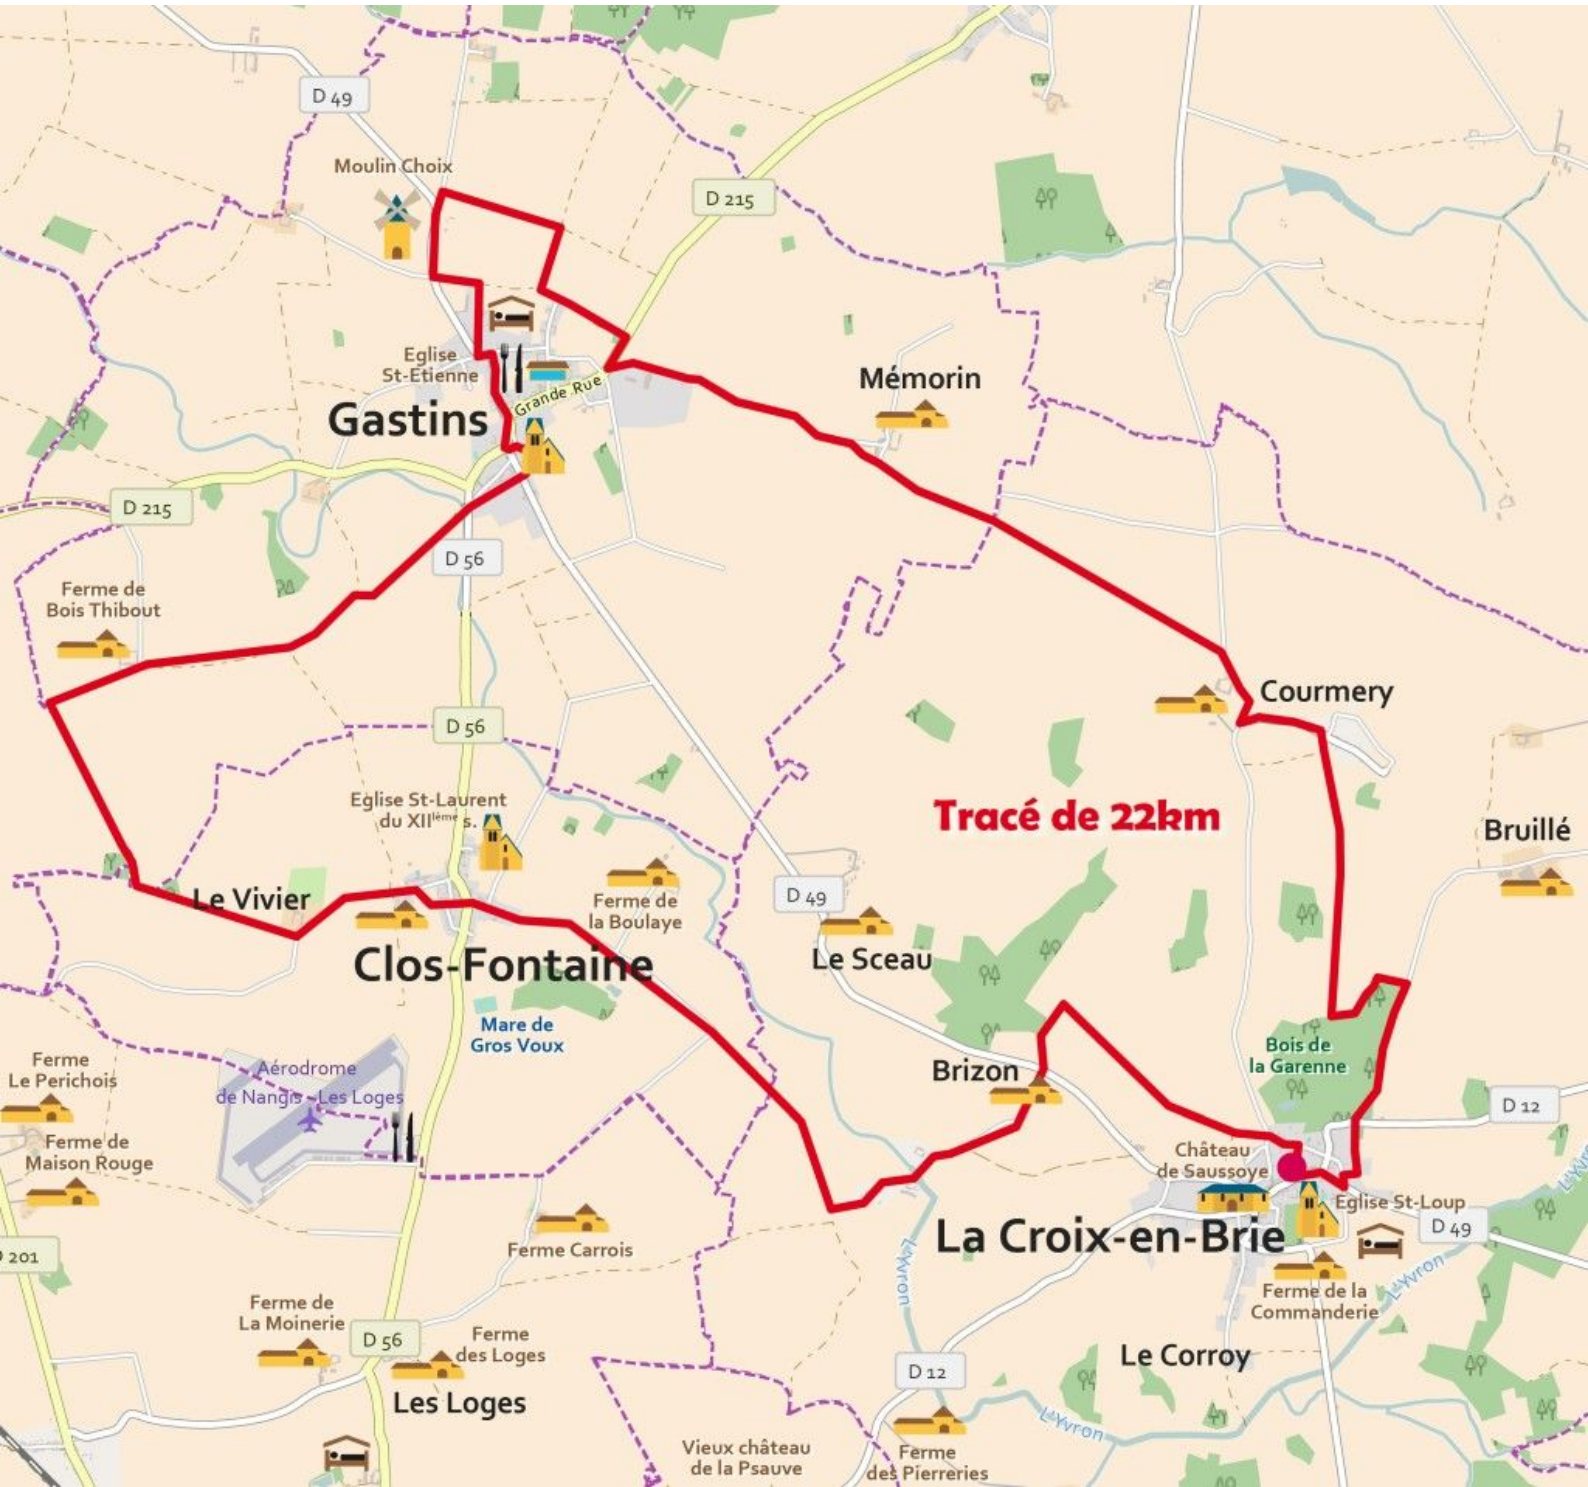 D 49
Moulin Choix
D 215
Eglise
St-Etienne
Mémorin
Grande Rue
Gastins
D 215
D 56
Ferme de
Bois Thibout
Courmery
D 56
Eglise St-Laurent
du XIIième s.
Tracé de 22km
Bruillé
Le Vivier
Ferme de
la Boulaye
D 49
Le Sceau
Clos-Fontaine
Mare de
Gros Voux
Bois de
la Garenne
Ferme
Le Perichois
Aérodrome
de Nangis - Les Loges
Brizon
D 12
Ferme de
Maison Rouge
Château
de Saussoye
L'Yvron
Eglise St-Loup
D 49
La Croix-en-Brie
D 201
Ferme Carrois
L'Yvron
L'Yvron
Ferme de la
Commanderie
Ferme de
La Moinerie
D 56
Ferme
des Loges
Le Corroy
D 12
Les Loges
L'Yvron
Vieux château
de la Psauve
Ferme
des Pierreries